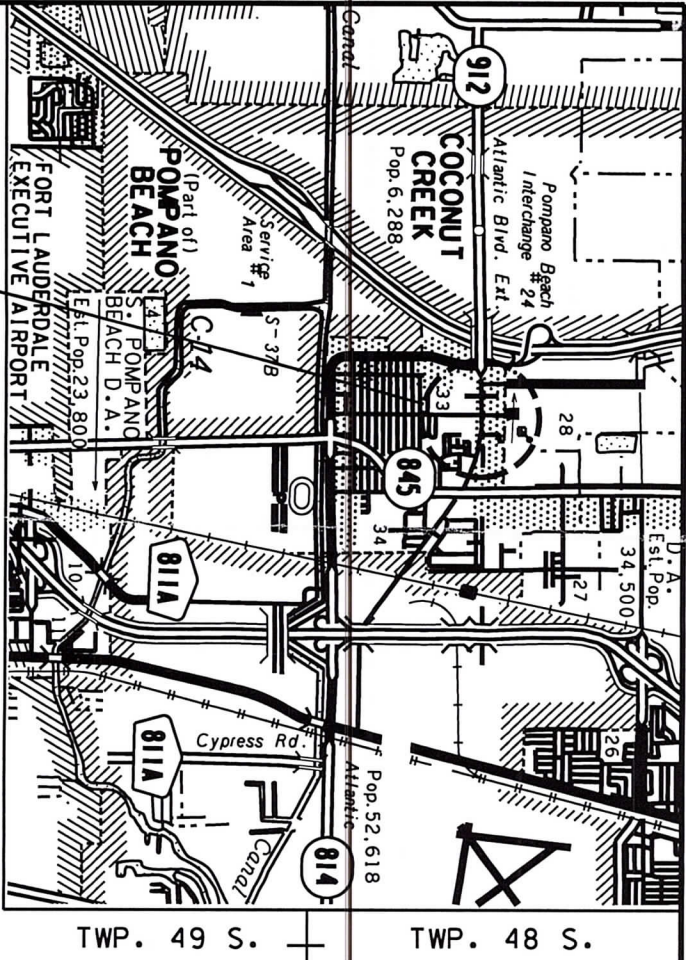 912
Canal
COCONUT
CREEK
Pop. 6,288
Atlantic Blvd. Ext
Pompano Beach
Interchange
# 24
(Part of)
POMPANO
BEACH
Service
Area # 1
FORT LAUDERDALE
EXECUTIVE AIRPORT
S. POMPANO
BEACH D.A.
Est. Pop. 23,800
C-14
S-37B
33
28
845
34
27
D. A.
Est. Pop.
34,500
811A
10
11
811A
Cypress Rd.
26
Pop. 52,618
Atlantic
Canal
814
TWP. 49 S.
TWP. 48 S.